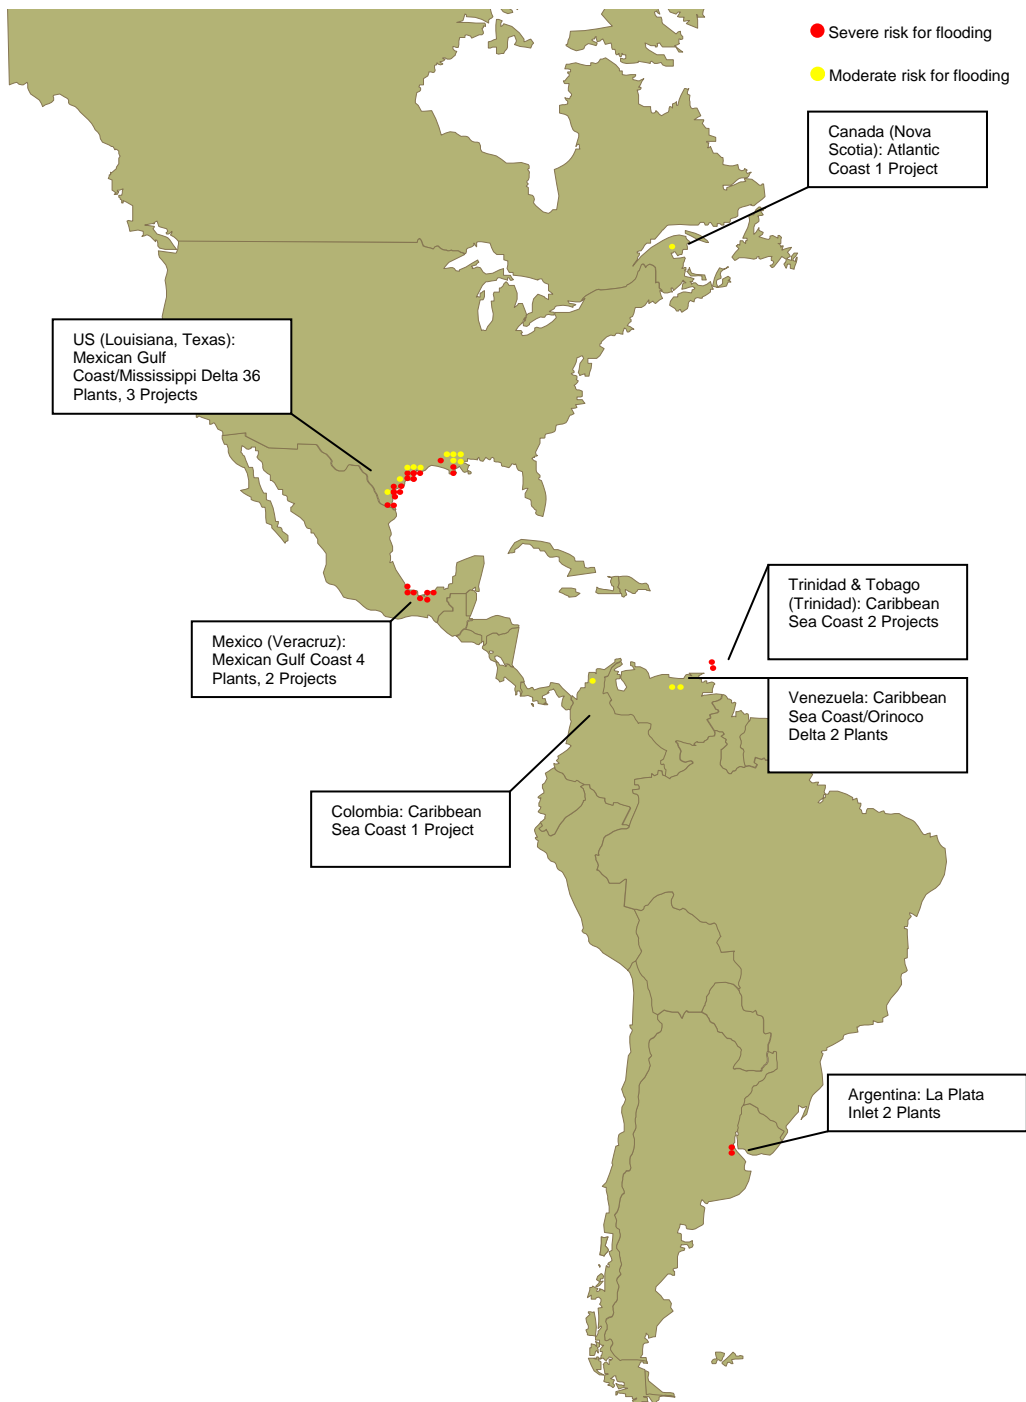 Severe risk for flooding
Moderate risk for flooding
Canada (Nova
Scotia): Atlantic
Coast 1 Project
US (Louisiana, Texas):
Mexican Gulf
Coast/Mississippi Delta 36
Plants, 3 Projects
Trinidad & Tobago
(Trinidad): Caribbean
Sea Coast 2 Projects
Mexico (Veracruz):
Mexican Gulf Coast 4
Plants, 2 Projects
Venezuela: Caribbean
Sea Coast/Orinoco
Delta 2 Plants
Colombia: Caribbean
Sea Coast 1 Project
Argentina: La Plata
Inlet 2 Plants